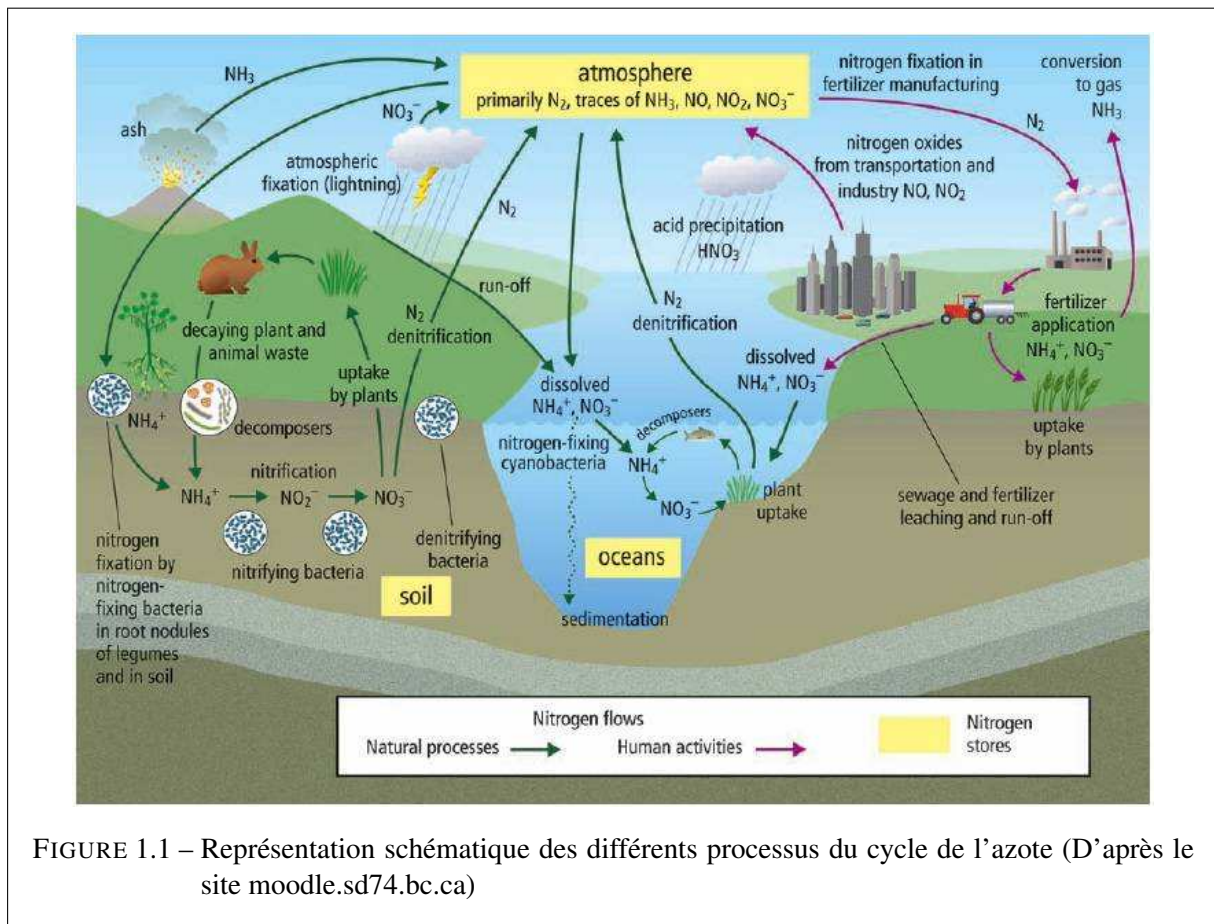 NH₃
ash
atmosphere
primarily N₂, traces of NH₃, NO, NO₂, NO₃⁻
NO₃⁻
atmospheric
fixation (lightning)
N₂
nitrogen fixation in
fertilizer manufacturing
conversion
to gas
NH₃
N₂
nitrogen oxides
from transportation and
industry NO, NO₂
acid precipitation
HNO₃
run-off
decaying plant and
animal waste
N₂
denitrification
uptake
by plants
NH₄⁺
decomposers
nitrification
NH₄⁺
NO₂⁻
NO₃⁻
nitrifying bacteria
nitrogen
fixation by
nitrogen-
fixing bacteria
in root nodules
of legumes
and in soil
denitrifying
bacteria
soil
dissolved
NH₄⁺, NO₃⁻
nitrogen-fixing
cyanobacteria
decomposers
NH₄⁺
NO₃⁻
plant
uptake
N₂
denitrification
oceans
sedimentation
dissolved
NH₄⁺, NO₃⁻
fertilizer
application
NH₄⁺, NO₃⁻
uptake
by plants
sewage and fertilizer
leaching and run-off
Nitrogen flows
Natural processes
Human activities
Nitrogen
stores
FIGURE 1.1 – Représentation schématique des différents processus du cycle de l'azote (D'après le
site moodle.sd74.bc.ca)